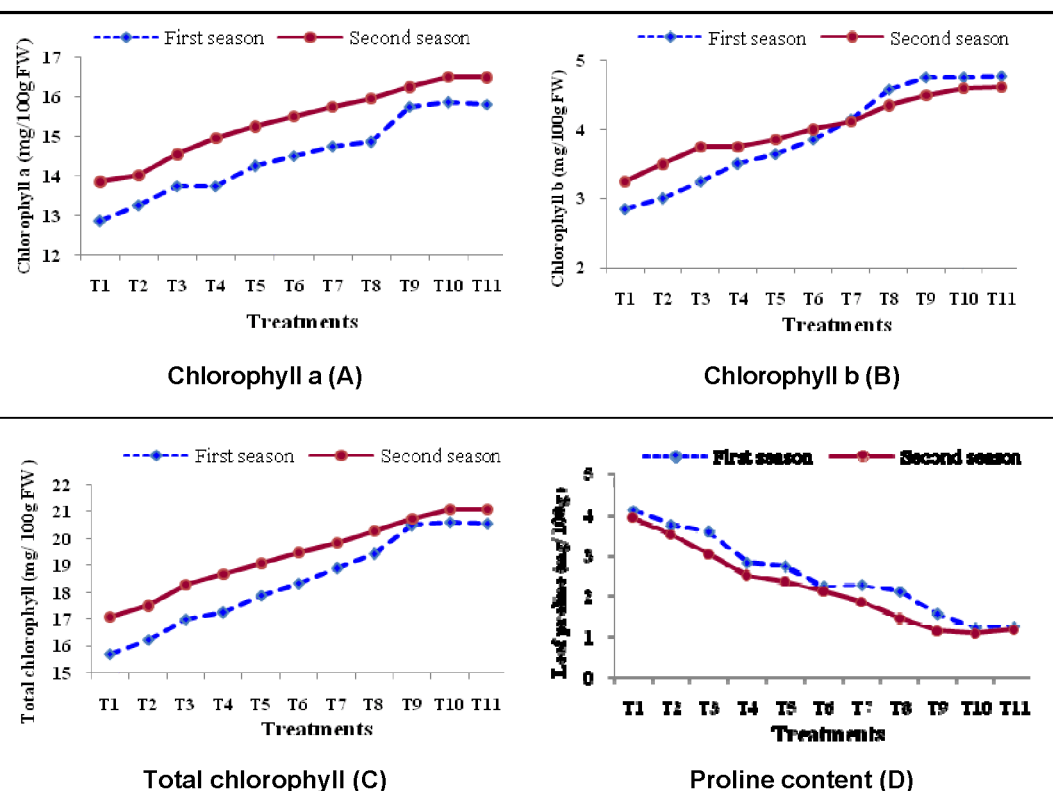 First season Second season
Chlorophyll a (mg/100g FW)
17
16
15
14
13
12
T1 T2 T3 T4 T5 T6 T7 T8 T9 T10 T11
Treatments
Chlorophyll a (A)
First season Second season
Chlorophyll b (mg/100g FW)
5
4
3
2
T1 T2 T3 T4 T5 T6 T7 T8 T9 T10 T11
Treatments
Chlorophyll b (B)
First season Second season
Total chlorophyll (mg/ 100g FW)
22
21
20
19
18
17
16
15
T1 T2 T3 T4 T5 T6 T7 T8 T9 T10 T11
Treatments
Total chlorophyll (C)
First season Second season
Leaf proline (mg/100g)
5
4
3
2
1
0
T1 T2 T3 T4 T5 T6 T7 T8 T9 T10 T11
Treatments
Proline content (D)